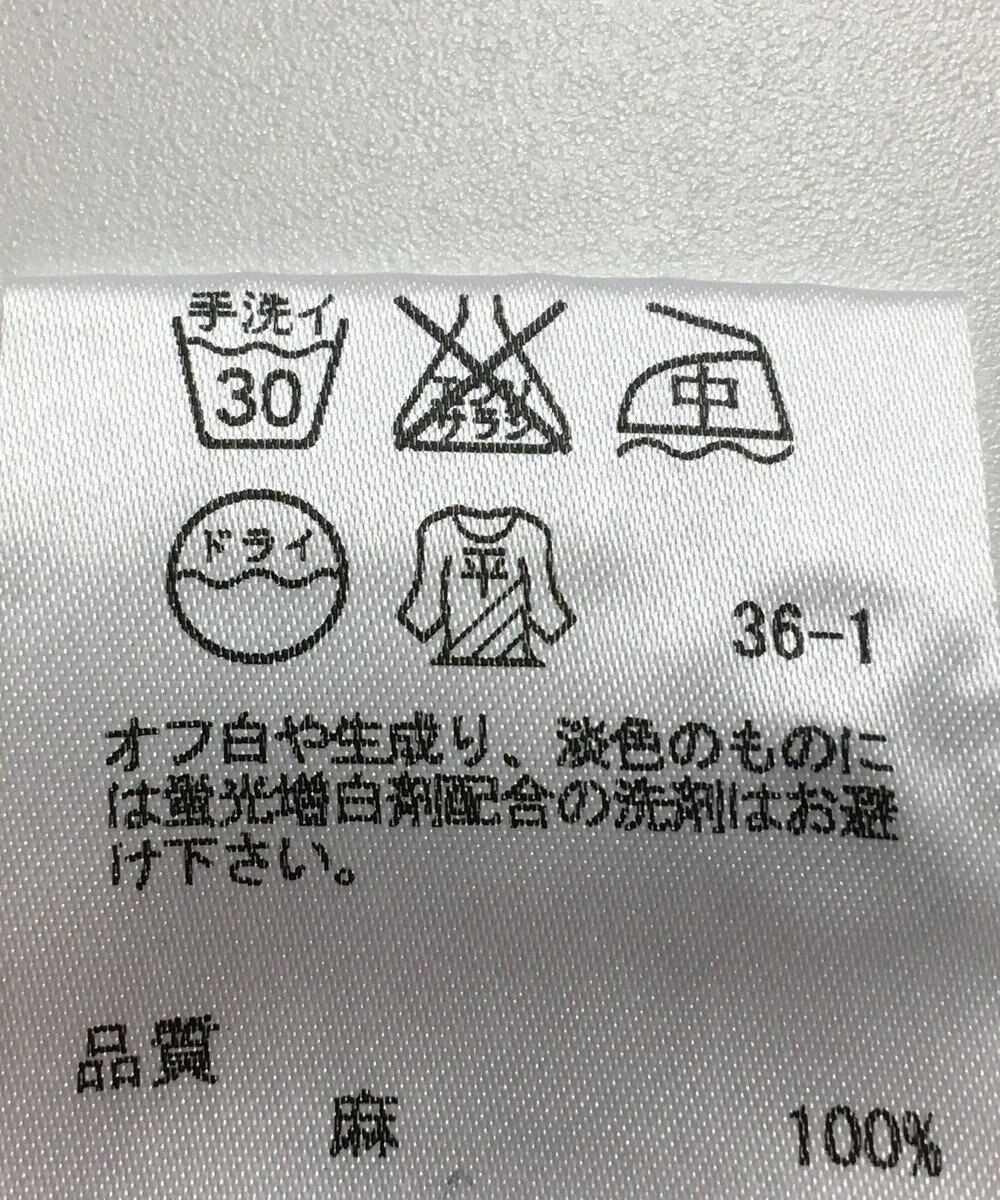 手洗イ
30
エンソ
サラシ
中
ドライ
平
36-1
オフ白や生成り、淡色のものに
は蛍光増白剤配合の洗剤はお避
け下さい。
品質
麻 100%